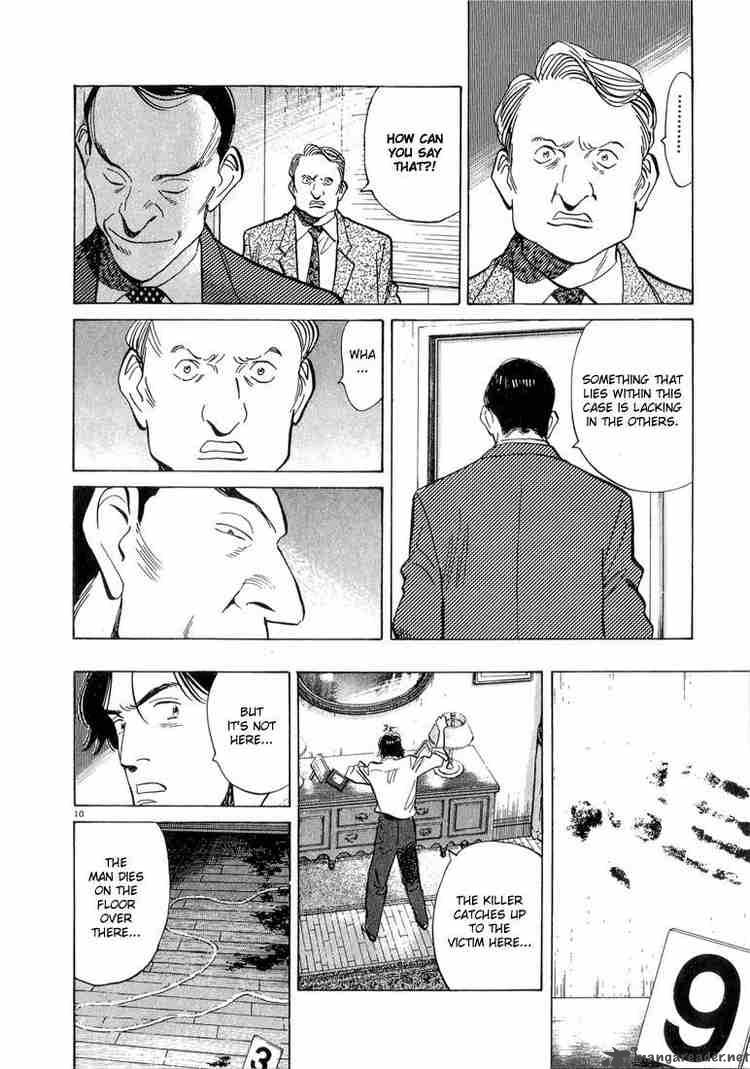 .........
HOW CAN
YOU SAY
THAT?!
SOMETHING THAT
LIES WITHIN THIS
CASE IS LACKING
IN THE OTHERS.
WHA
...
9
THE KILLER
CATCHES UP
TO THE
VICTIM HERE...
BUT
IT'S NOT
HERE...
10
THE
MAN DIES
ON THE
FLOOR
OVER
THERE...
3
mangareader.net